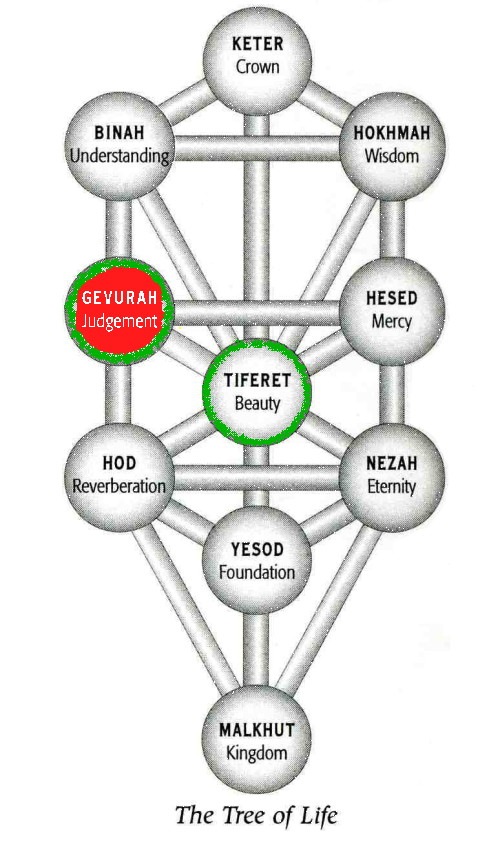 KETER
Crown
BINAH
Understanding
HOKHMAH
Wisdom
GEVURAH
Judgement
HESED
Mercy
TIFERET
Beauty
HOD
Reverberation
NEZAH
Eternity
YESOD
Foundation
MALKHUT
Kingdom
The Tree of Life